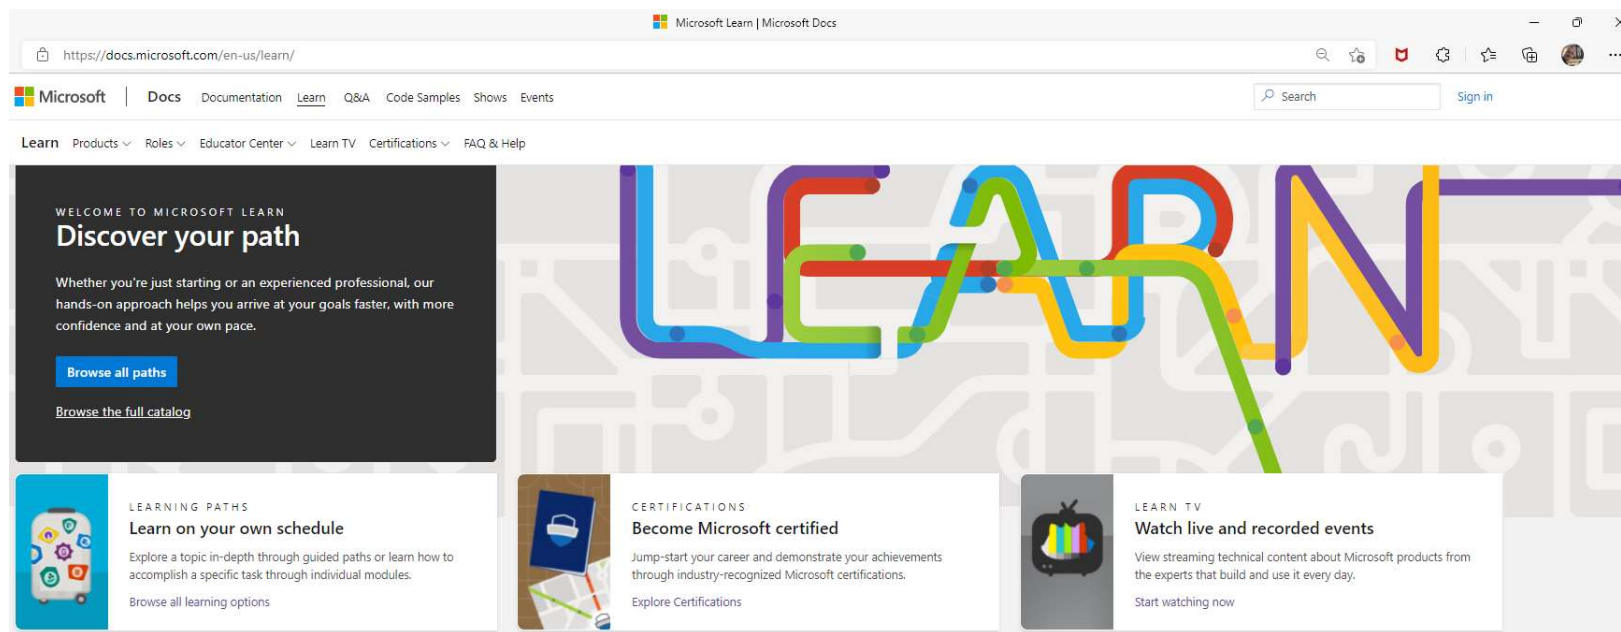 Microsoft Learn | Microsoft Docs
https://docs.microsoft.com/en-us/learn/
Microsoft | Docs Documentation Learn Q&A Code Samples Shows Events Search Sign in
Learn Products Roles Educator Center Learn TV Certifications FAQ & Help
LEARN
WELCOME TO MICROSOFT LEARN
Discover your path
Whether you're just starting or an experienced professional, our
hands-on approach helps you arrive at your goals faster, with more
confidence and at your own pace.
Browse all paths
Browse the full catalog
LEARNING PATHS
Learn on your own schedule
Explore a topic in-depth through guided paths or learn how to
accomplish a specific task through individual modules.
Browse all learning options
CERTIFICATIONS
Become Microsoft certified
Jump-start your career and demonstrate your achievements
through industry-recognized Microsoft certifications.
Explore Certifications
LEARN TV
Watch live and recorded events
View streaming technical content about Microsoft products from
the experts that build and use it every day.
Start watching now